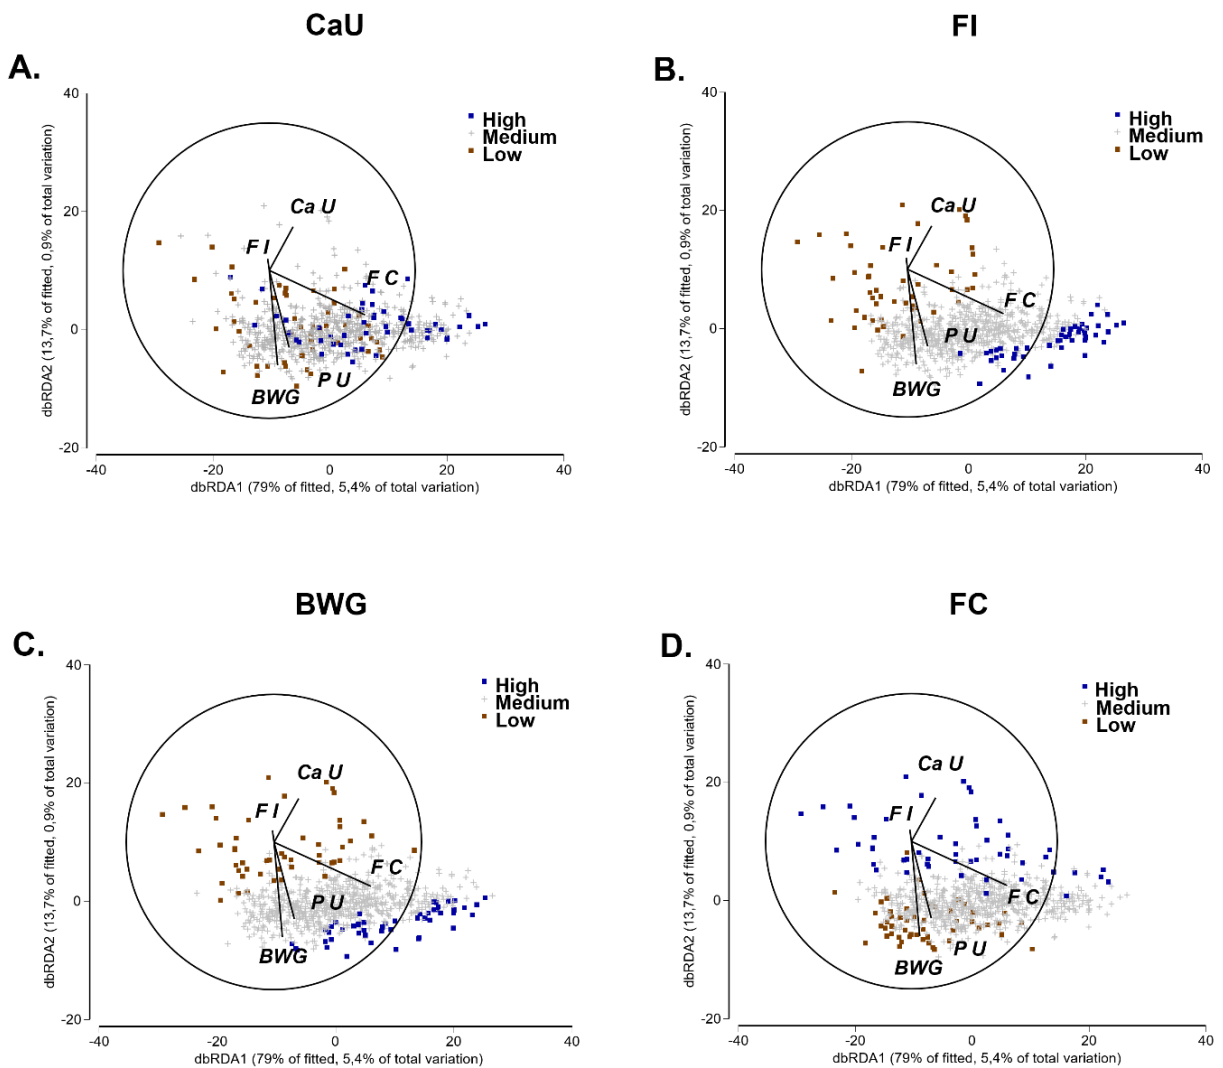 CaU
A.
40
20
0
-20
-40
-20
0
20
40
dbRDA2 (13,7% of fitted, 0,9% of total variation)
dbRDA1 (79% of fitted, 5,4% of total variation)
High
Medium
Low
Ca U
F I
F C
P U
BWG
FI
B.
40
20
0
-20
-40
-20
0
20
40
dbRDA2 (13,7% of fitted, 0,9% of total variation)
dbRDA1 (79% of fitted, 5,4% of total variation)
High
Medium
Low
Ca U
F I
F C
P U
BWG
BWG
C.
40
20
0
-20
-40
-20
0
20
40
dbRDA2 (13,7% of fitted, 0,9% of total variation)
dbRDA1 (79% of fitted, 5,4% of total variation)
High
Medium
Low
Ca U
F I
F C
P U
BWG
FC
D.
40
20
0
-20
-40
-20
0
20
40
dbRDA2 (13,7% of fitted, 0,9% of total variation)
dbRDA1 (79% of fitted, 5,4% of total variation)
High
Medium
Low
Ca U
F I
F C
P U
BWG